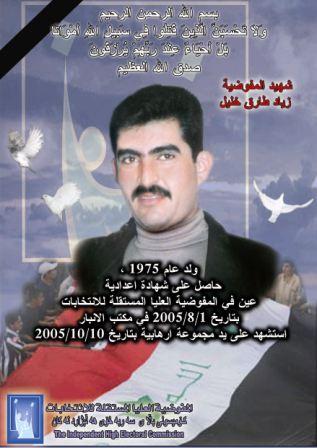 بسم الله الرحمن الرحيم
ولا تحسبن الذين قتلوا في سبيل الله أمواتا
بل أحياء عند ربهم يرزقون
صدق الله العظيم
شهيد المفوضية
زياد طارق خليل
ولد عام 1975 ،
حاصل على شهادة اعدادية
عين في المفوضية العليا المستقلة للانتخابات
بتاريخ 2005/8/1 في مكتب الانبار
استشهد على يد مجموعة ارهابية بتاريخ 2005/10/10
المفوضية العليا المستقلة للانتخابات
The Independent High Electoral Commission